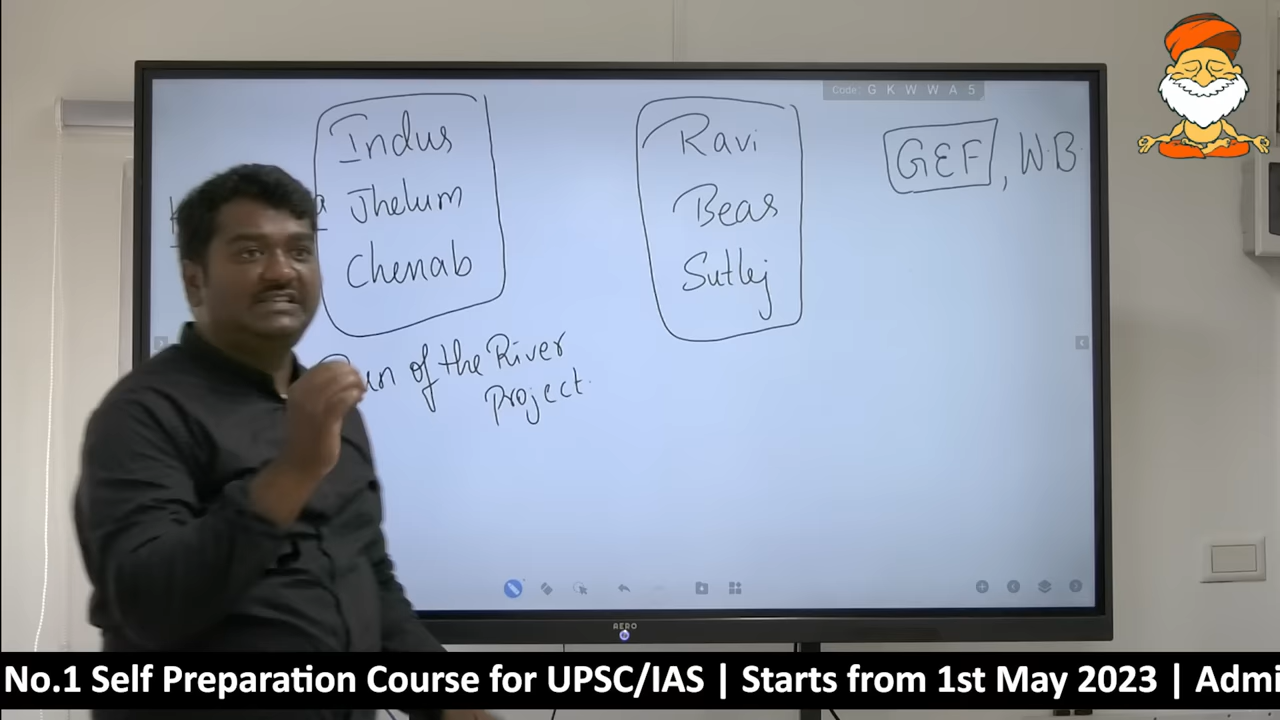 Code: G K W W A 5
Indus
Jhelum
Chenab
Ravi
Beas
Sutlej
GEF, W.B.
of the River
Project.
AERO
No.1 Self Preparation Course for UPSC/IAS | Starts from 1st May 2023 | Admi